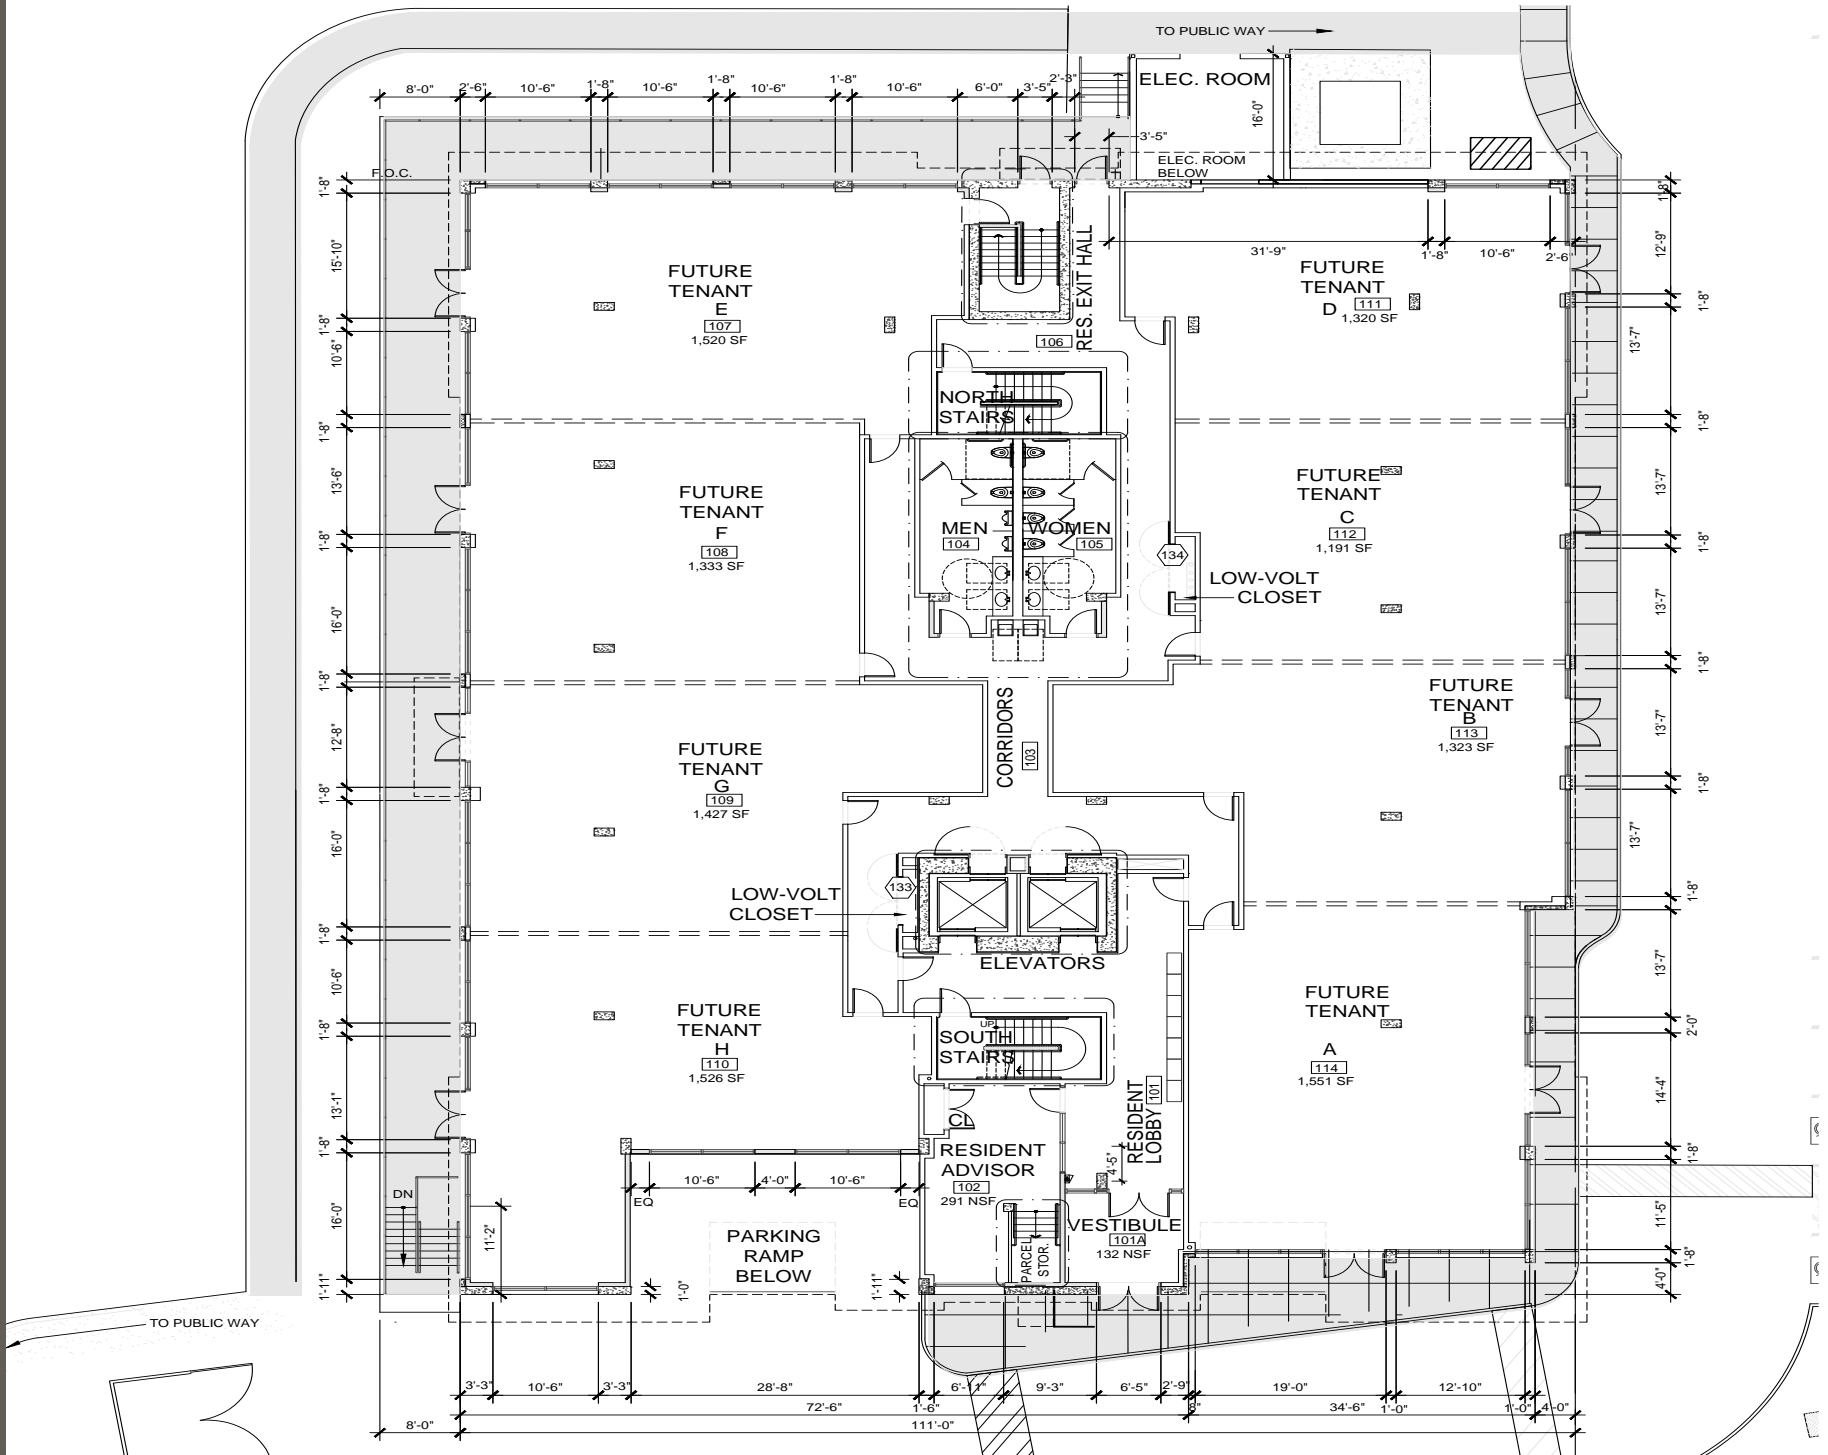 TO PUBLIC WAY
ELEC. ROOM
8'-0" 2'-6" 10'-6" 1'-8" 10'-6" 1'-8" 10'-6" 1'-8" 10'-6" 6'-0" 3'-5" 2'-3"
16'-0"
3'-5"
ELEC. ROOM
BELOW
F.O.C.
1'-8"
15'-10"
1'-8"
10'-6"
1'-8"
13'-6"
1'-8"
16'-0"
1'-8"
12'-8"
1'-8"
16'-0"
1'-8"
10'-6"
1'-8"
13'-1"
1'-8"
16'-0"
1'-11"
31'-9" 1'-8" 10'-6" 2'-6"
FUTURE
TENANT
E
107
1,520 SF
RES. EXIT HALL
106
FUTURE
TENANT
D 111
1,320 SF
NORTH
STAIRS
FUTURE
TENANT
F
108
1,333 SF
MEN
104
WOMEN
105
FUTURE
TENANT
C
112
1,191 SF
134
LOW-VOLT
CLOSET
CORRIDORS
103
FUTURE
TENANT
G
109
1,427 SF
FUTURE
TENANT
B
113
1,323 SF
133
LOW-VOLT
CLOSET
ELEVATORS
FUTURE
TENANT
H
110
1,526 SF
UP
SOUTH
STAIRS
FUTURE
TENANT
A
114
1,551 SF
CL
RESIDENT
LOBBY 101
4'-5"
RESIDENT
ADVISOR
102
291 NSF
VESTIBULE
101A
132 NSF
PARCEL
STOR.
10'-6" 4'-0" 10'-6"
EQ EQ
PARKING
RAMP
BELOW
DN
11'-2"
1'-0"
1'-11"
TO PUBLIC WAY
1'-8"
12'-9"
1'-8"
13'-7"
1'-8"
13'-7"
1'-8"
13'-7"
1'-8"
13'-7"
1'-8"
13'-7"
1'-8"
13'-7"
2'-0"
14'-4"
1'-8"
11'-5"
1'-8"
4'-0"
3'-3" 10'-6" 3'-3" 28'-8" 6'-11" 9'-3" 6'-5" 2'-9" 19'-0" 12'-10"
72'-6" 1'-6" 34'-6" 1'-0" 1'-0" 4'-0"
8'-0" 111'-0"